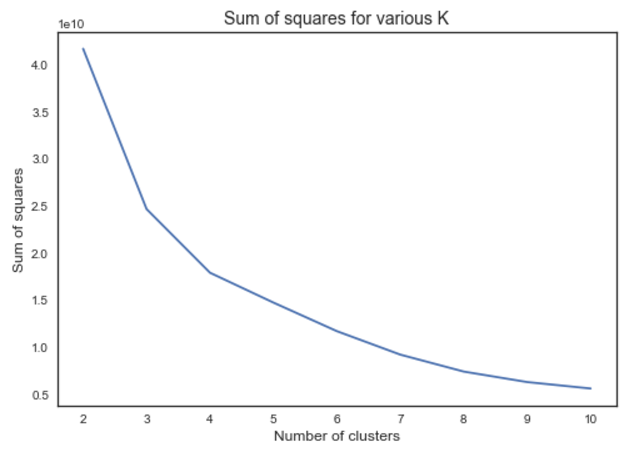 Sum of squares for various K
1e10
4.0
3.5
3.0
2.5
2.0
1.5
1.0
0.5
Sum of squares
2 3 4 5 6 7 8 9 10
Number of clusters